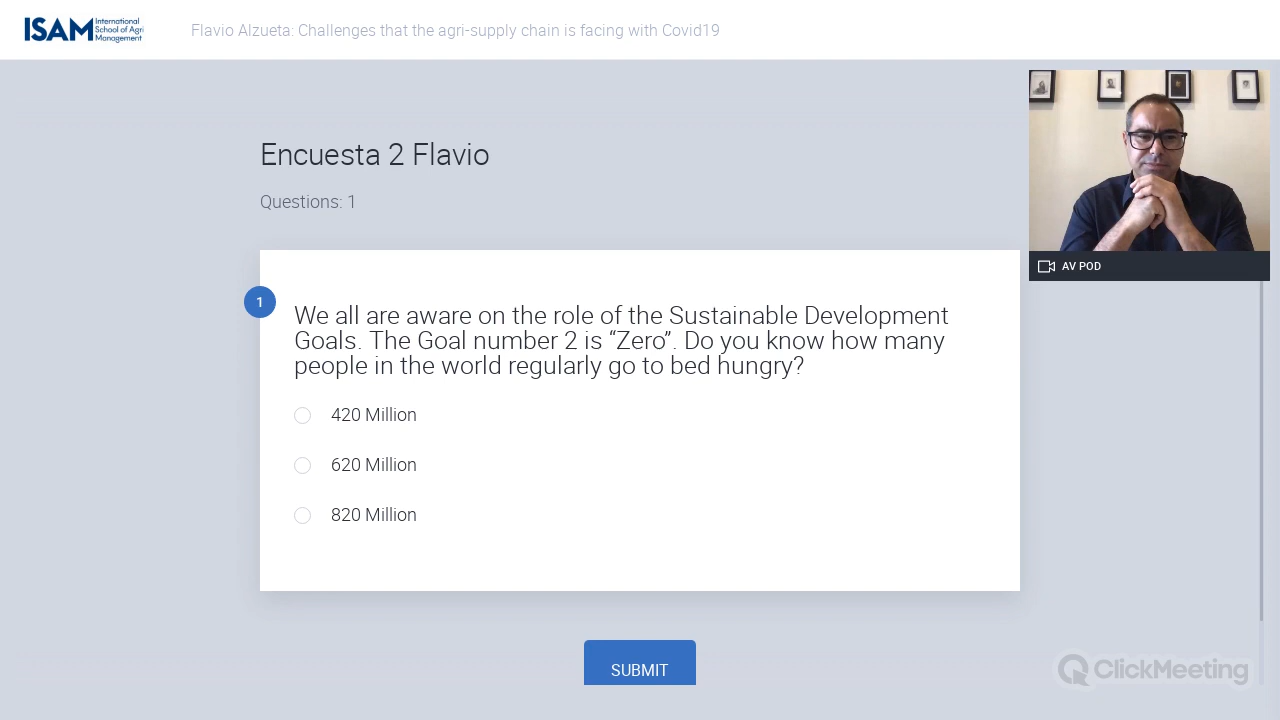 ISAM International
School of Agri
Management
Flavio Alzueta: Challenges that the agri-supply chain is facing with Covid19
Encuesta 2 Flavio
Questions: 1
AV POD
1
We all are aware on the role of the Sustainable Development
Goals. The Goal number 2 is “Zero”. Do you know how many
people in the world regularly go to bed hungry?
420 Million
620 Million
820 Million
SUBMIT
ClickMeeting